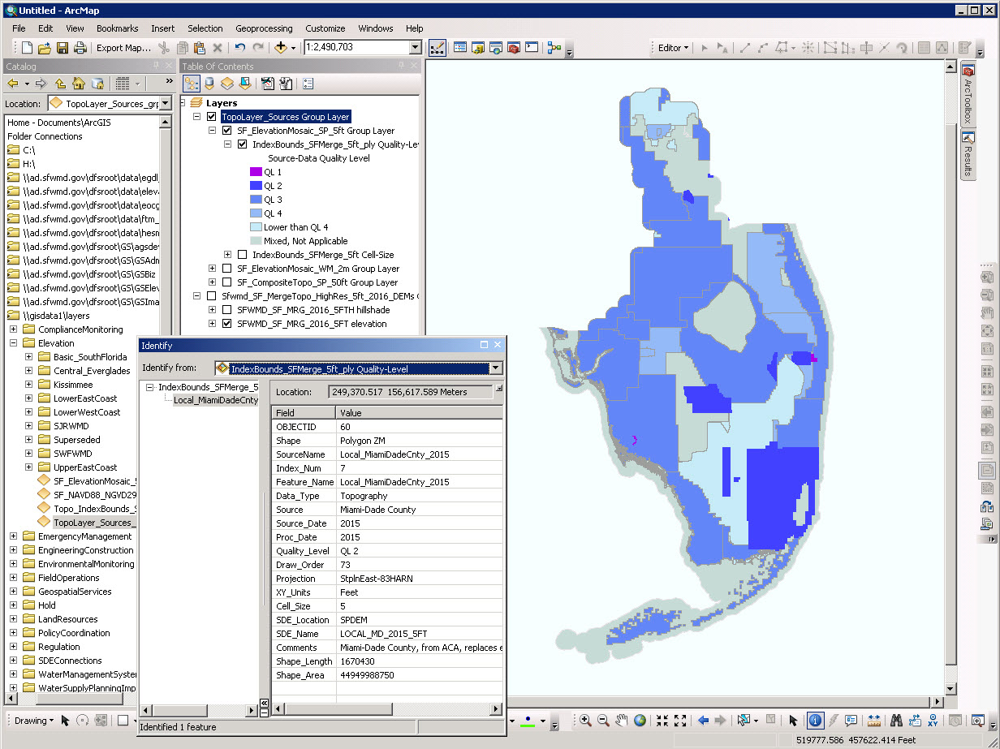 Untitled - ArcMap
File Edit View Bookmarks Insert Selection Geoprocessing Customize Windows Help
Export Map... 1:2,490,703 Editor
Catalog
Location: TopoLayer_Sources_grp
Home - Documents\ArcGIS
Folder Connections
C:\
H:\
\\ad.sfwmd.gov\dfsroot\data\egdl
\\ad.sfwmd.gov\dfsroot\data\elev
\\ad.sfwmd.gov\dfsroot\data\eocg
\\ad.sfwmd.gov\dfsroot\data\ftm_
\\ad.sfwmd.gov\dfsroot\data\hesm
\\ad.sfwmd.gov\dfsroot\GS\agsdev
\\ad.sfwmd.gov\dfsroot\GS\GSAdm
\\ad.sfwmd.gov\dfsroot\GS\GSBiz
\\ad.sfwmd.gov\dfsroot\GS\GSElev
\\ad.sfwmd.gov\dfsroot\GS\GSIma
\\gisdata1\layers
ComplianceMonitoring
Elevation
Basic_SouthFlorida
Central_Everglades
Kissimmee
LowerEastCoast
LowerWestCoast
SJRWMD
Superseded
SWFWMD
UpperEastCoast
SF_ElevationMosaic_S
SF_NAVD88_NGVD29
Topo_IndexBounds_S
TopoLayer_Sources_
EmergencyManagement
EngineeringConstruction
EnvironmentalMonitoring
FieldOperations
GeospatialServices
Hold
LandResources
PolicyCoordination
Regulation
SDEConnections
WaterManagementSyste
WaterSupplyPlanningImp
Table Of Contents
Layers
TopoLayer_Sources Group Layer
SF_ElevationMosaic_SP_5ft Group Layer
IndexBounds_SFMerge_5ft_ply Quality-Lev
Source-Data Quality Level
QL 1
QL 2
QL 3
QL 4
Lower than QL 4
Mixed, Not Applicable
IndexBounds_SFMerge_5ft Cell-Size
SF_ElevationMosaic_WM_2m Group Layer
SF_CompositeTopo_SP_50ft Group Layer
Sfwmd_SF_MergeTopo_HighRes_5ft_2016_DEMs G
SFWMD_SF_MRG_2016_5FTH hillshade
SFWMD_SF_MRG_2016_5FT elevation
ArcToolbox
Results
Identify
Identify from: IndexBounds_SFMerge_5ft_ply Quality-Level
IndexBounds_SFMerge_5
Local_MiamiDadeCnty
Location: 249,370.517 156,617.589 Meters
Field Value
OBJECTID 60
Shape Polygon ZM
SourceName Local_MiamiDadeCnty_2015
Index_Num 7
Feature_Name Local_MiamiDadeCnty_2015
Data_Type Topography
Source Miami-Dade County
Source_Date 2015
Proc_Date 2015
Quality_Level QL 2
Draw_Order 73
Projection StplnEast-83HARN
XY_Units Feet
Cell_Size 5
SDE_Location SPDEM
SDE_Name LOCAL_MD_2015_5FT
Comments Miami-Dade County, from ACA, replaces e
Shape_Length 1670430
Shape_Area 44949988750
Identified 1 feature
Drawing
519777.586 457622.414 Feet